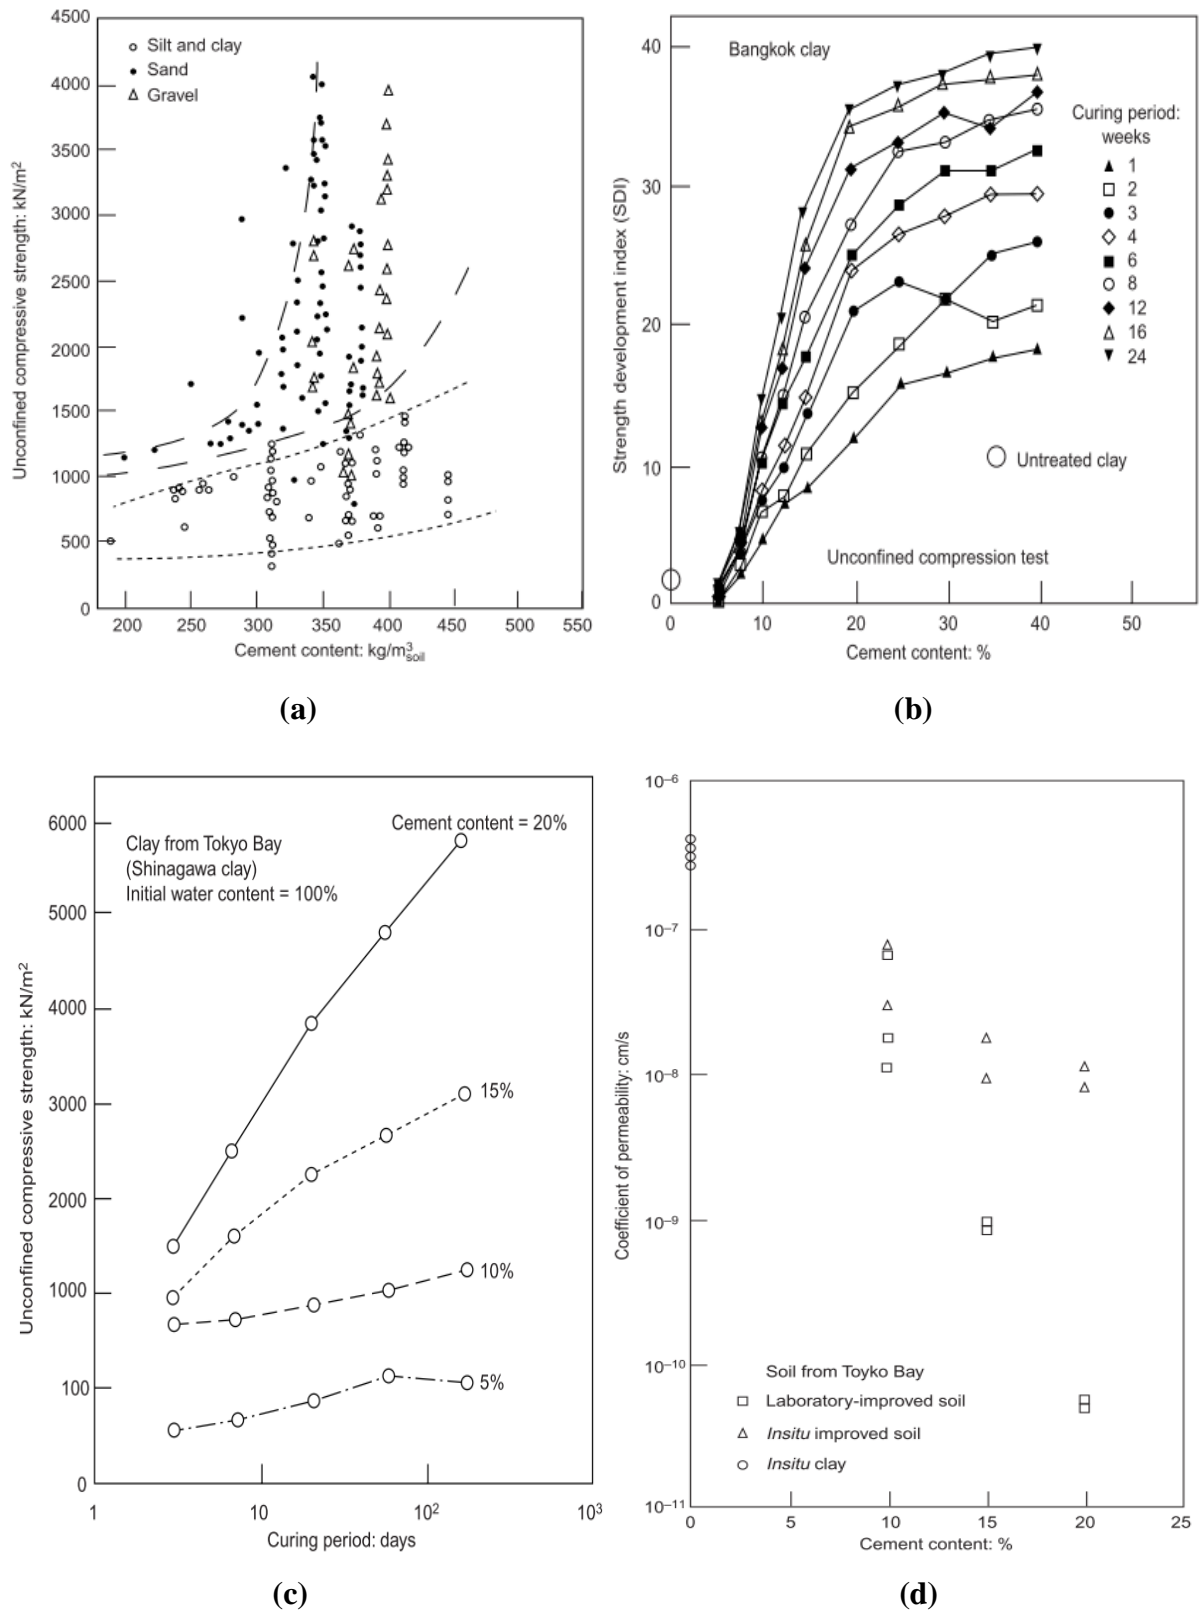 4500
4000
3500
3000
2500
2000
1500
1000
500
0
Unconfined compressive strength: kN/m²
Silt and clay
Sand
Gravel
200 250 300 350 400 450 500 550
Cement content: kg/m³soil
(a)
40
30
20
10
0
Strength development index (SDI)
Bangkok clay
Curing period:
weeks
1
2
3
4
6
8
12
16
24
Untreated clay
Unconfined compression test
0 10 20 30 40 50
Cement content: %
(b)
6000
5000
4000
3000
2000
1000
100
0
Unconfined compressive strength: kN/m²
Cement content = 20%
Clay from Tokyo Bay
(Shinagawa clay)
Initial water content = 100%
15%
10%
5%
1 10 10² 10³
Curing period: days
(c)
10⁻⁶
10⁻⁷
10⁻⁸
10⁻⁹
10⁻¹⁰
10⁻¹¹
Coefficient of permeability: cm/s
Soil from Toyko Bay
Laboratory-improved soil
Insitu improved soil
Insitu clay
0 5 10 15 20 25
Cement content: %
(d)